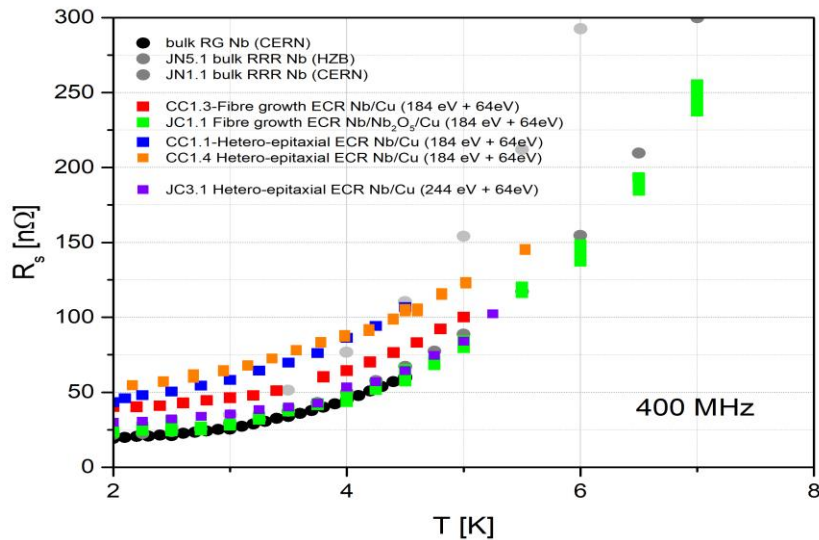 300
250
200
150
100
50
0
R_s [nΩ]
bulk RG Nb (CERN)
JN5.1 bulk RRR Nb (HZB)
JN1.1 bulk RRR Nb (CERN)
CC1.3-Fibre growth ECR Nb/Cu (184 eV + 64eV)
JC1.1 Fibre growth ECR Nb/Nb₂O₅/Cu (184 eV + 64eV)
CC1.1-Hetero-epitaxial ECR Nb/Cu (184 eV + 64eV)
CC1.4 Hetero-epitaxial ECR Nb/Cu (184 eV + 64eV)
JC3.1 Hetero-epitaxial ECR Nb/Cu (244 eV + 64eV)
400 MHz
2 4 6 8
T [K]